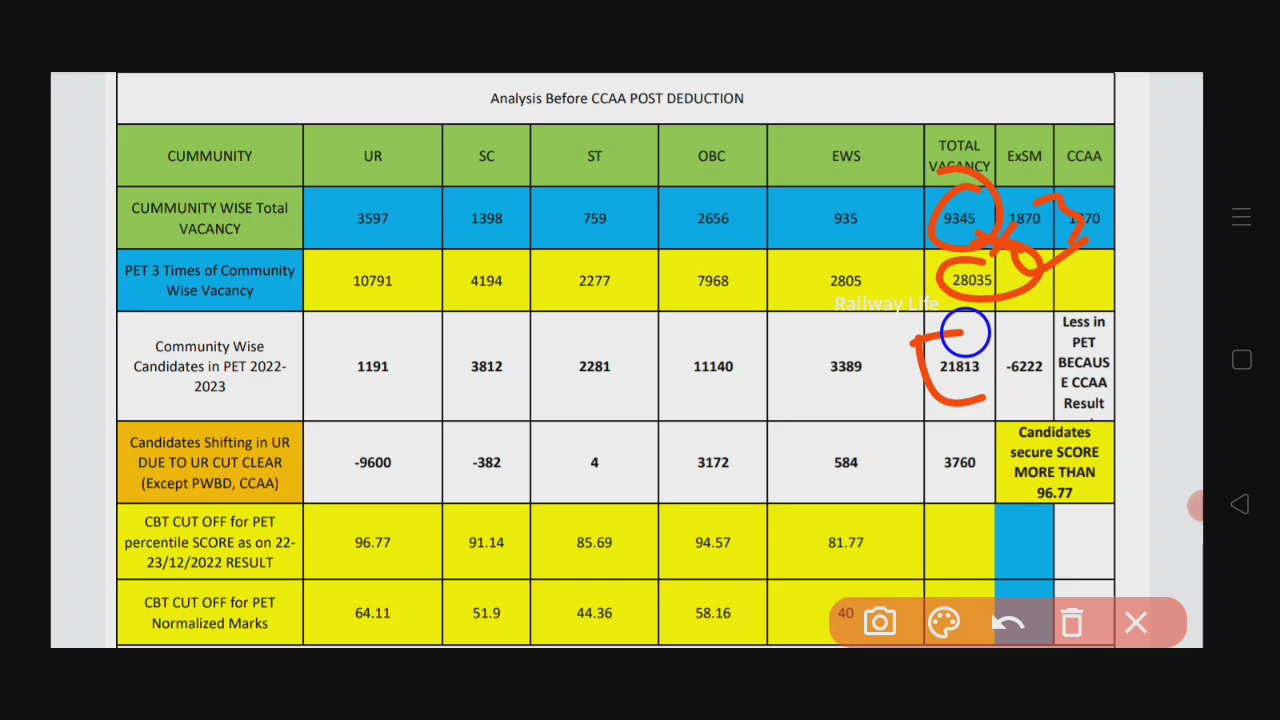 Analysis Before CCAA POST DEDUCTION
CUMMUNITY UR SC ST OBC EWS TOTAL VACANCY ExSM CCAA
CUMMUNITY WISE Total VACANCY 3597 1398 759 2656 935 9345 1870
PET 3 Times of Community Wise Vacancy 10791 4194 2277 7968 2805 28035
Railway Life
Community Wise Candidates in PET 2022-2023 1191 3812 2281 11140 3389 21813 -6222 Less in PET BECAUS E CCAA Result
Candidates Shifting in UR DUE TO UR CUT CLEAR (Except PWBD, CCAA) -9600 -382 4 3172 584 3760 Candidates secure SCORE MORE THAN 96.77
CBT CUT OFF for PET percentile SCORE as on 22-23/12/2022 RESULT 96.77 91.14 85.69 94.57 81.77
CBT CUT OFF for PET Normalized Marks 64.11 51.9 44.36 58.16 40